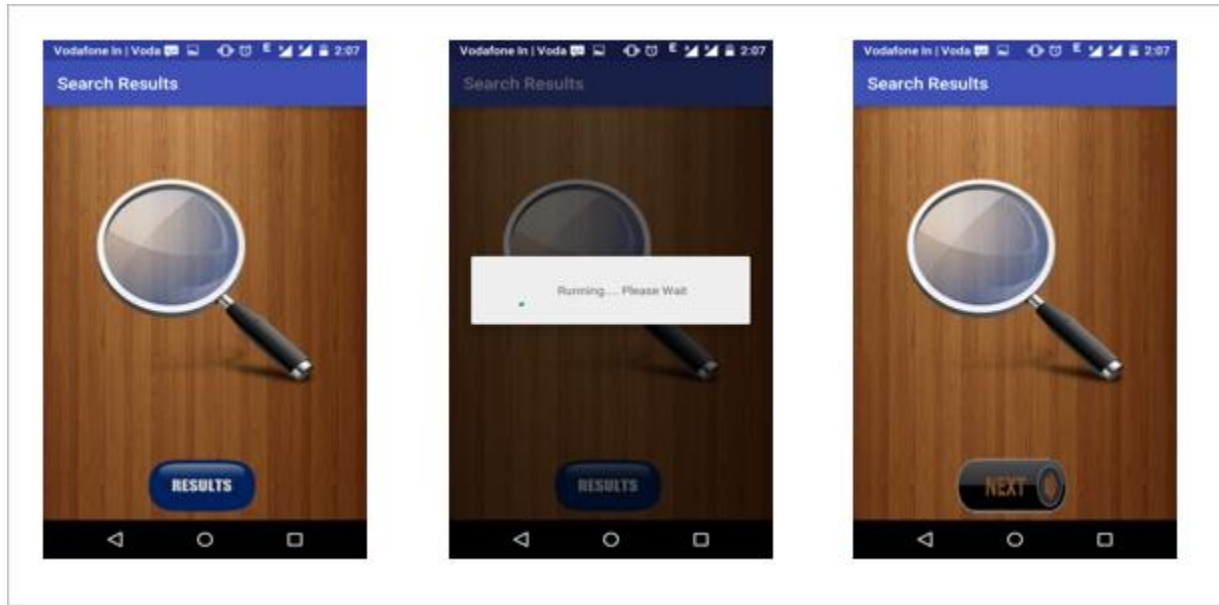 Vodafone In | Voda E 2:07
Search Results
RESULTS
Vodafone In | Voda E 2:07
Search Results
Running.... Please Wait
RESULTS
Vodafone In | Voda E 2:07
Search Results
NEXT